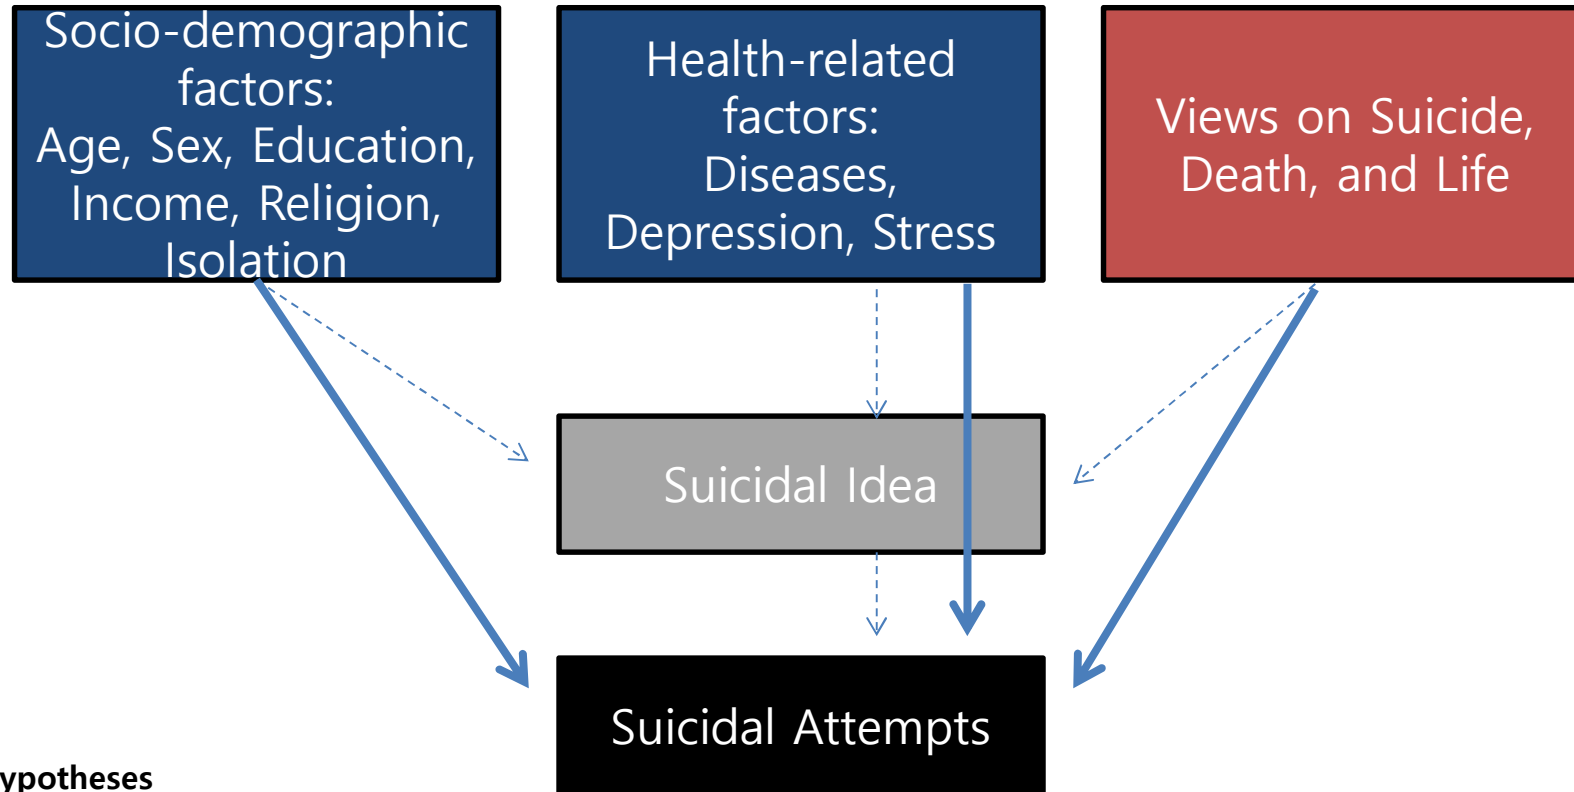 Socio-demographic
factors:
Age, Sex, Education,
Income, Religion,
Isolation
Health-related
factors:
Diseases,
Depression, Stress
Views on Suicide,
Death, and Life
Suicidal Idea
Suicidal Attempts
ypotheses